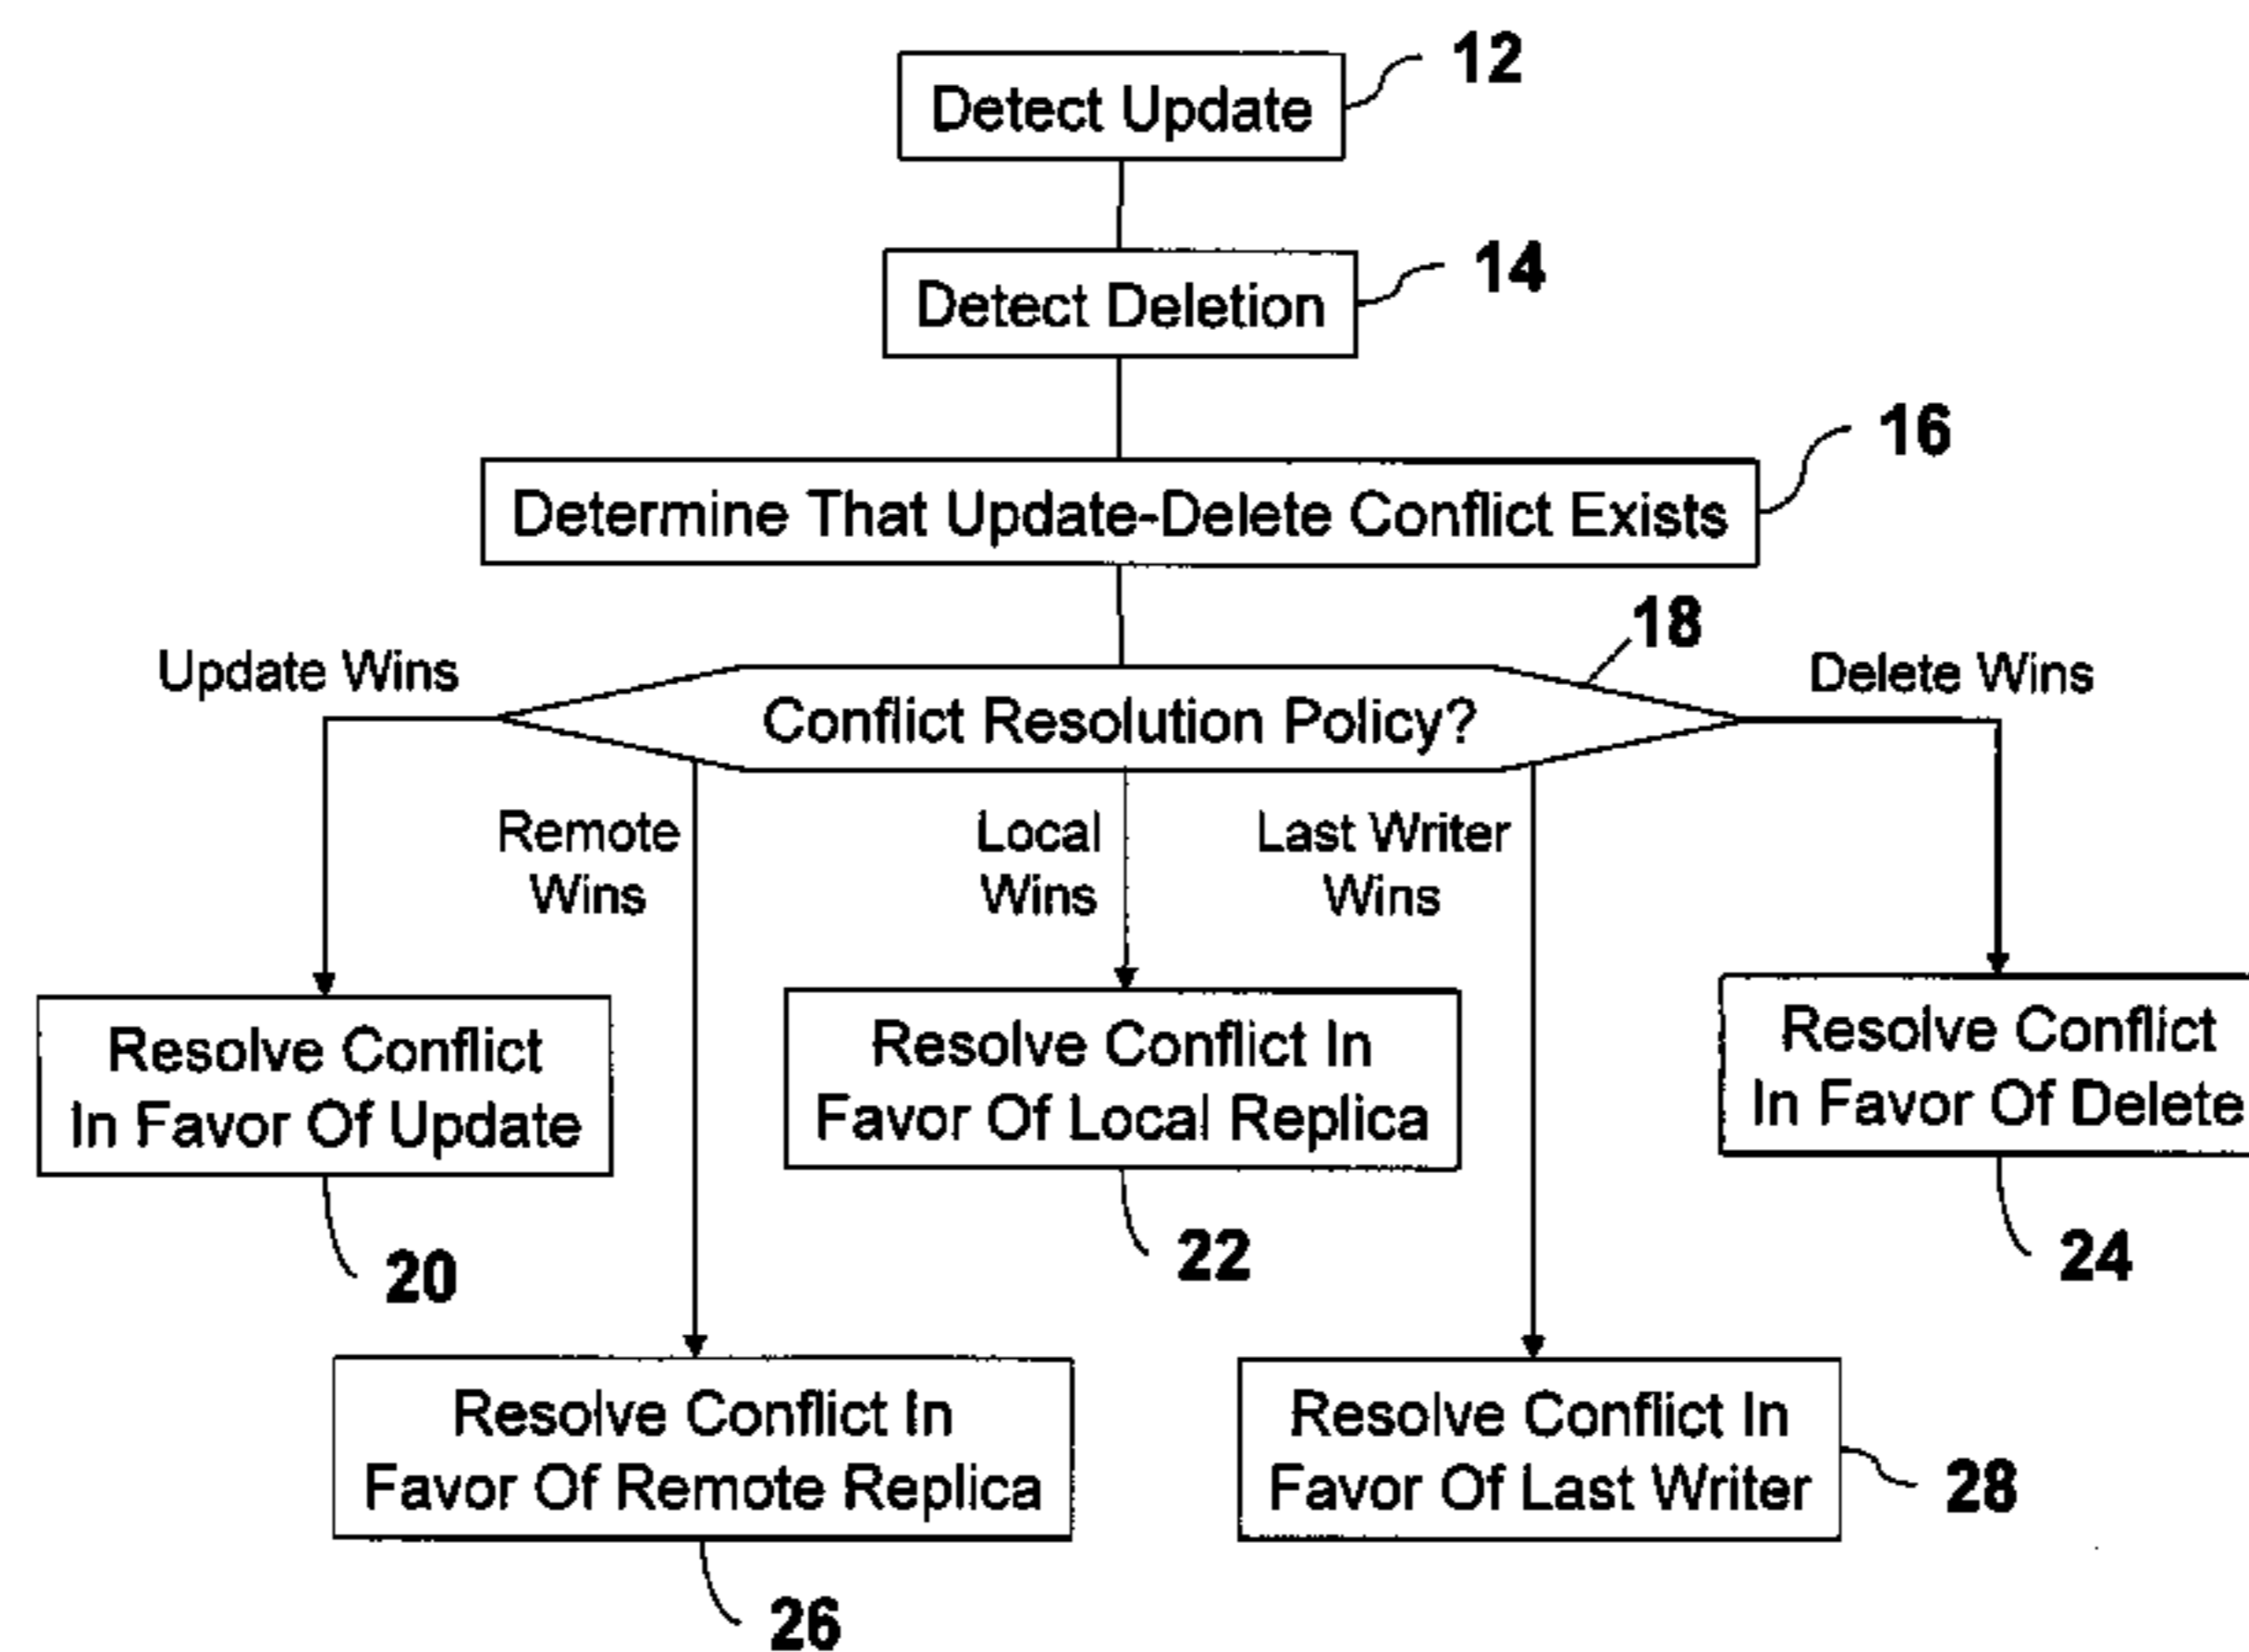 12
Detect Update
14
Detect Deletion
16
Determine That Update-Delete Conflict Exists
18
Update Wins
Delete Wins
Conflict Resolution Policy?
Remote
Wins
Local
Wins
Last Writer
Wins
Resolve Conflict
In Favor Of Update
Resolve Conflict In
Favor Of Local Replica
Resolve Conflict
In Favor Of Delete
20
22
24
Resolve Conflict In
Favor Of Remote Replica
Resolve Conflict In
Favor Of Last Writer
28
26